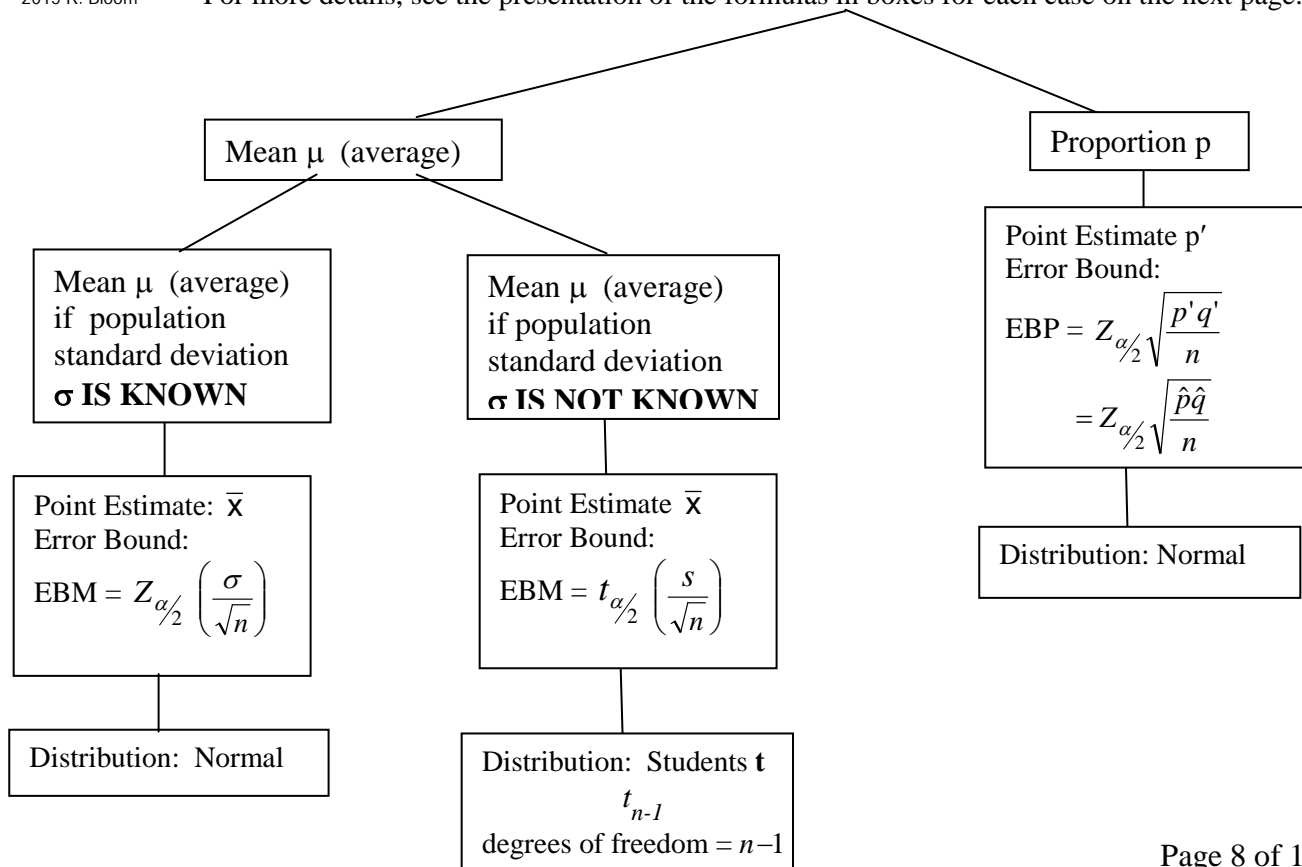 For more details, see the presentation of the formulas in boxes for each case on the next page.
Mean μ (average)
Proportion p
Mean μ (average)
if population
standard deviation
σ IS KNOWN
Mean μ (average)
if population
standard deviation
σ IS NOT KNOWN
Point Estimate p′
Error Bound:
EBP = Z_{α/2} √(p'q'/n)
= Z_{α/2} √(p̂q̂/n)
Point Estimate: x̄
Error Bound:
EBM = Z_{α/2} (σ/√n)
Point Estimate x̄
Error Bound:
EBM = t_{α/2} (s/√n)
Distribution: Normal
Distribution: Normal
Distribution: Students t
t_{n-1}
degrees of freedom = n−1
Page 8 of 1